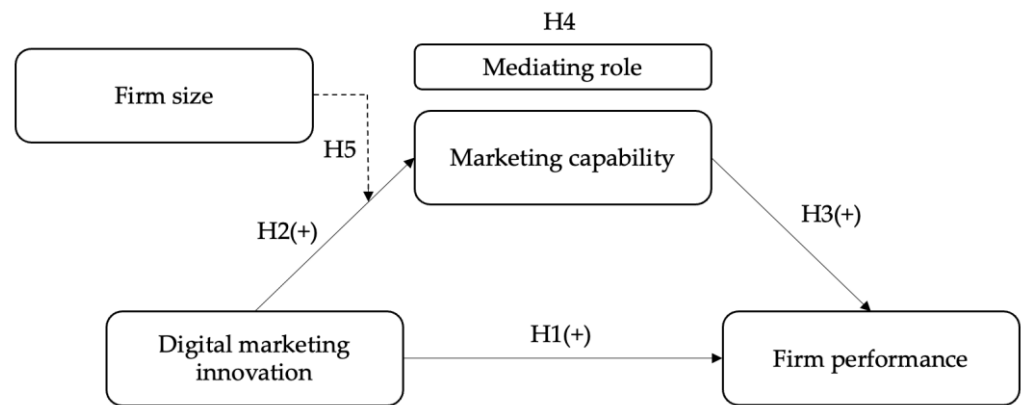 H4
Mediating role
Firm size
Marketing capability
H5
H2(+)
H3(+)
H1(+)
Digital marketing
innovation
Firm performance